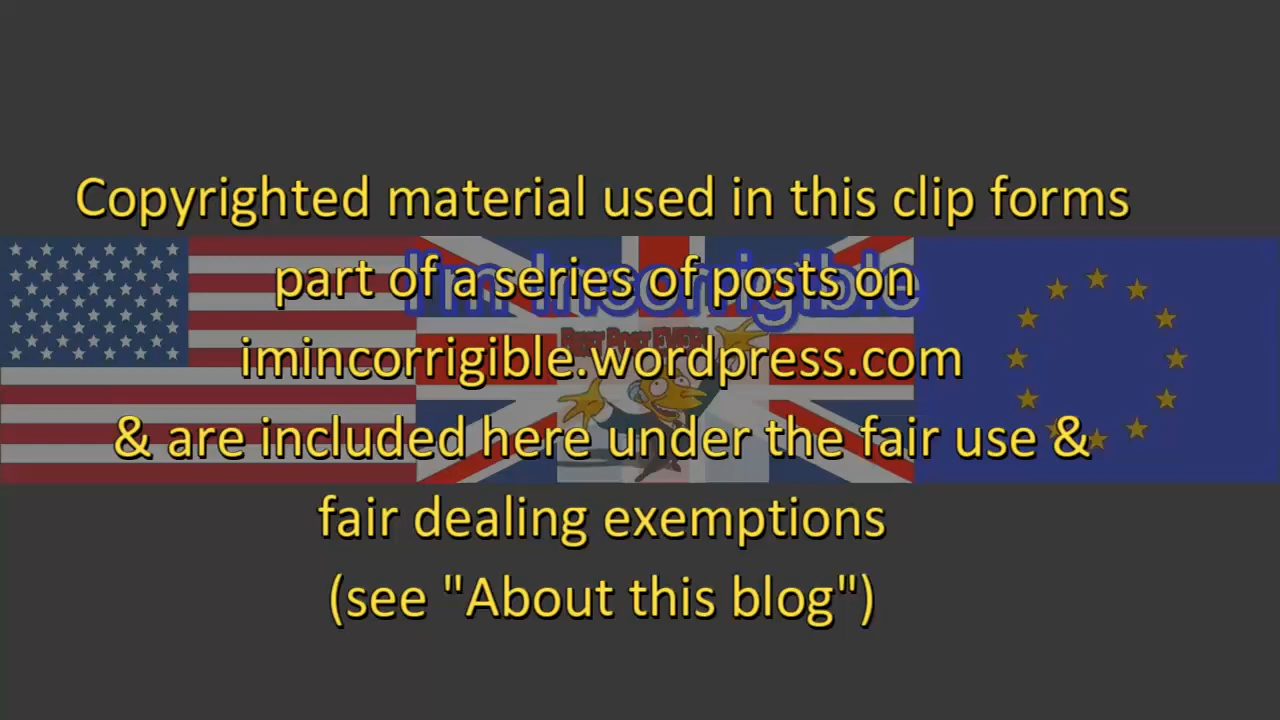 Copyrighted material used in this clip forms
part of a series of posts on
I'm Incorrigible
imincorrigible.wordpress.com
& are included here under the fair use &
fair dealing exemptions
(see "About this blog")